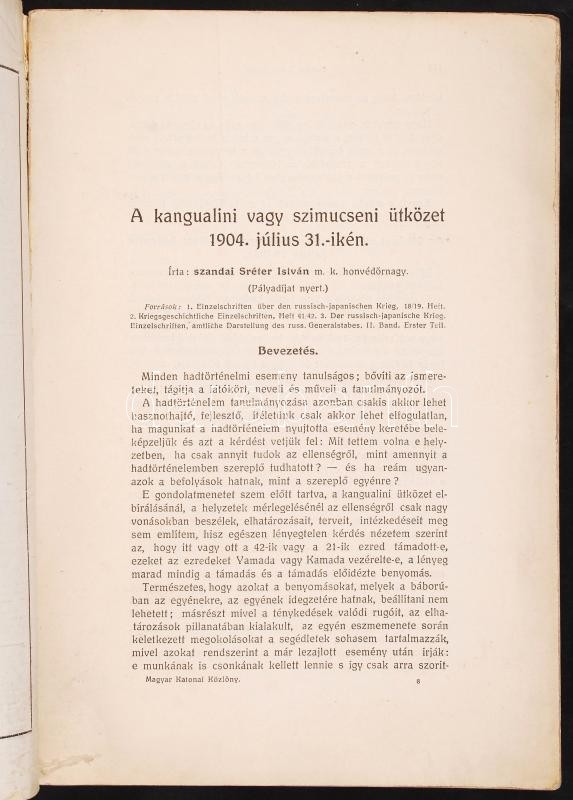 A kangualini vagy szimucseni ütközet
1904. július 31.-ikén.
Írta: szandai Sréter István m. k. honvédőrnagy.
(Pályadíjat nyert.)
Források: 1. Einzelschriften über den russisch-japanischen Krieg, 18/19. Heft.
2. Kriegsgeschichtliche Einzelschriften, Heft 41/42. 3. Der russisch-japanische Krieg.
Einzelschriften, amtliche Darstellung des russ. Generalstabes. II. Band. Erster Teil.
Bevezetés.
Minden hadtörténelmi esemény tanulságos; bővíti az ismere-
teket, tágítja a látókört, neveli és műveli a tanulmányozót.
A hadtörténelem tanulmányozása azonban csakis akkor lehet
hasznothajtó, fejlesztő, ítéletünk csak akkor lehet elfogulatlan,
ha magunkat a hadtörténelem nyujtotta esemény keretébe bele-
képzeljük és azt a kérdést vetjük fel: Mit tettem volna e hely-
zetben, ha csak annyit tudok az ellenségről, mint amennyit a
hadtörténelemben szereplő tudhatott? — és ha reám ugyan-
azok a befolyások hatnak, mint a szereplő egyénre?
E gondolatmenetet szem előtt tartva, a kangualini ütközet el-
bírálásánál, a helyzetek mérlegelésénél az ellenségről csak nagy
vonásokban beszélek, elhatározásait, terveit, intézkedéseit meg
sem említem, hisz egészen lényegtelen kérdés nézetem szerint
az, hogy itt vagy ott a 42-ik vagy a 21-ik ezred támadott-e,
ezeket az ezredeket Yamada vagy Kamada vezérelte-e, a lényeg
marad mindig a támadás és a támadás előidézte benyomás.
Természetes, hogy azokat a benyomásokat, melyek a háború-
ban az egyénekre, az egyének idegzetére hatnak, beállítani nem
lehetett; másrészt mivel a ténykedések valódi rugóit, az elha-
tározások pillanatában kialakult, az egyén eszmemenete során
keletkezett megokolásokat a segédletek sohasem tartalmazzák,
mivel azokat rendszerint a már lezajlott esemény után írják:
e munkának is csonkának kellett lennie s így csak arra szorít-
Magyar Katonai Közlöny. 8